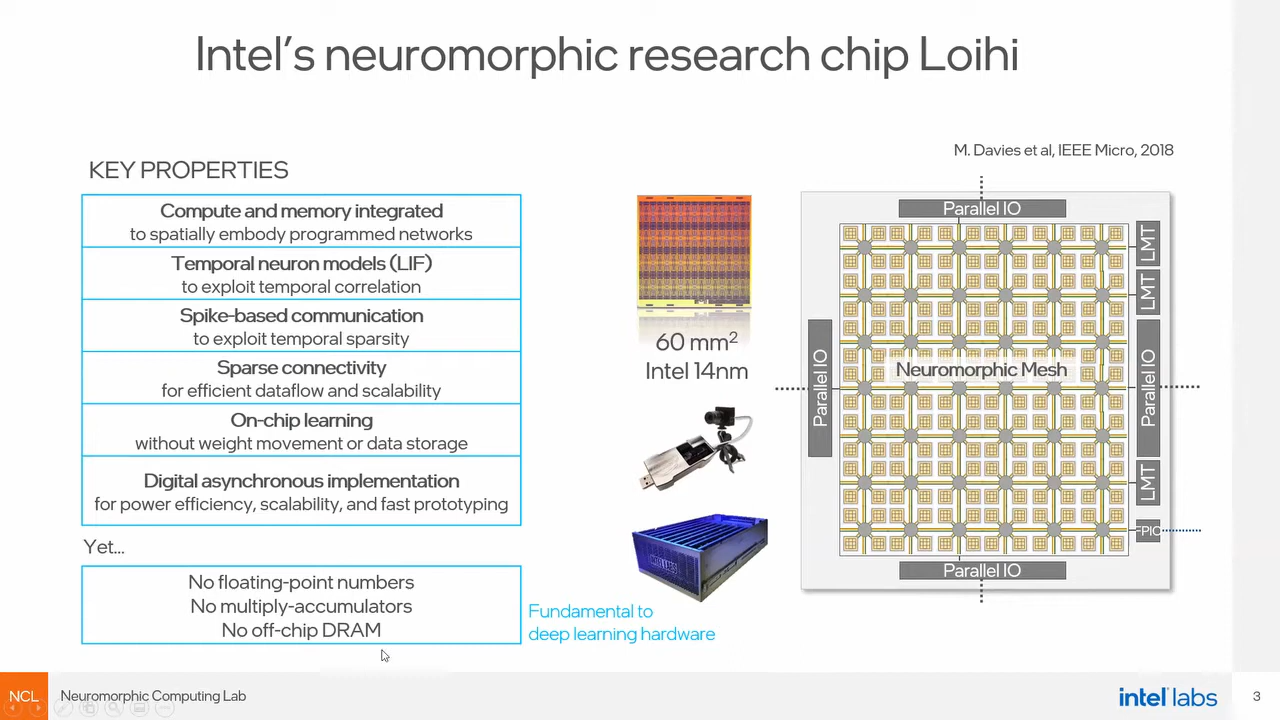 Intel's neuromorphic research chip Loihi
M. Davies et al, IEEE Micro, 2018
KEY PROPERTIES
Compute and memory integrated
to spatially embody programmed networks
Temporal neuron models (LIF)
to exploit temporal correlation
Spike-based communication
to exploit temporal sparsity
Sparse connectivity
for efficient dataflow and scalability
On-chip learning
without weight movement or data storage
Digital asynchronous implementation
for power efficiency, scalability, and fast prototyping
Yet...
No floating-point numbers
No multiply-accumulators
No off-chip DRAM
Fundamental to
deep learning hardware
60 mm²
Intel 14nm
Parallel IO
LMT
LMT
Parallel IO
Neuromorphic Mesh
Parallel IO
LMT
FPIO
Parallel IO
NCL
Neuromorphic Computing Lab
intel labs
3